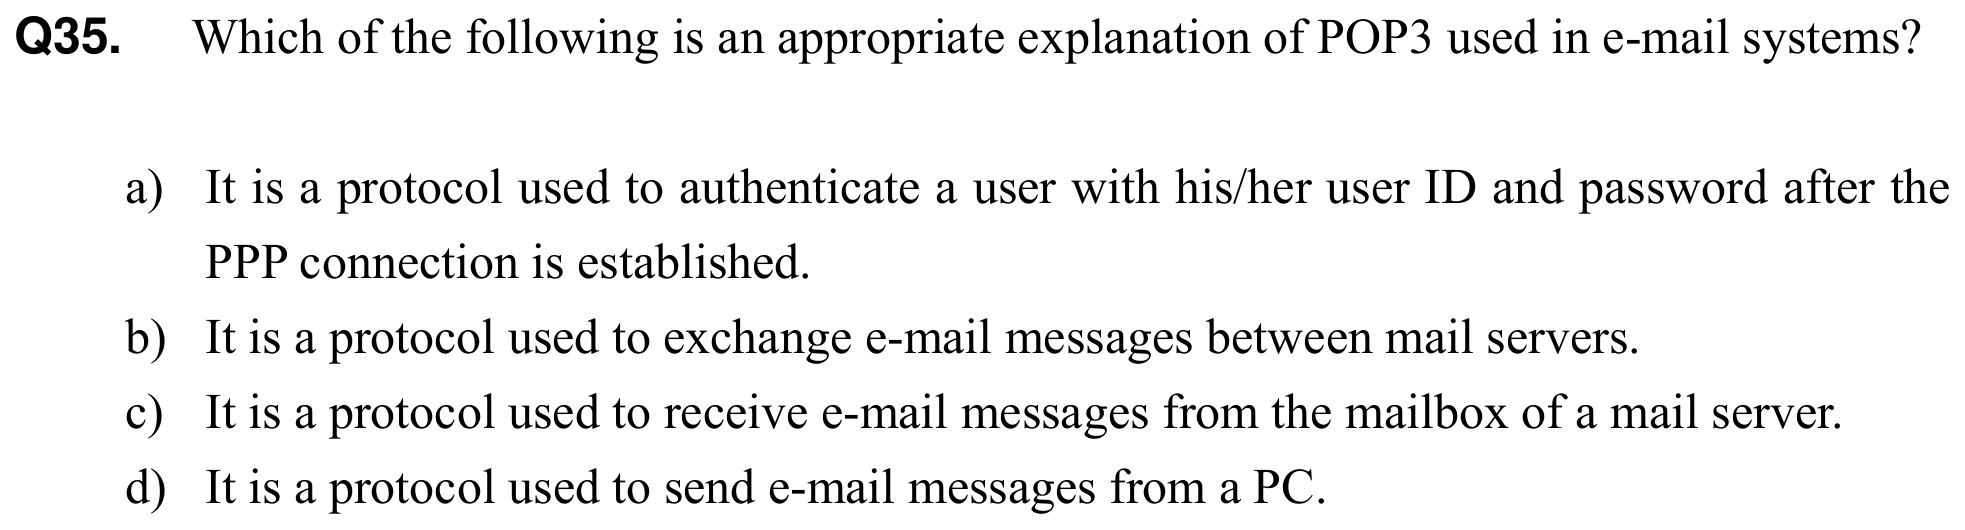 Q35. Which of the following is an appropriate explanation of POP3 used in e-mail systems?
a) It is a protocol used to authenticate a user with his/her user ID and password after the
PPP connection is established.
b) It is a protocol used to exchange e-mail messages between mail servers.
c) It is a protocol used to receive e-mail messages from the mailbox of a mail server.
d) It is a protocol used to send e-mail messages from a PC.